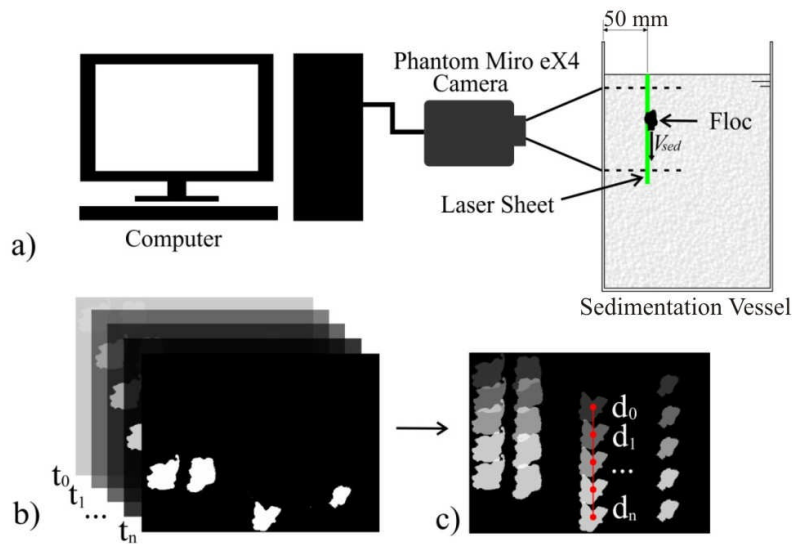 50 mm
Phantom Miro eX4
Camera
Floc
Vsed
Laser Sheet
Computer
a)
Sedimentation Vessel
d0
d1
...
dn
t0
t1
...
tn
b)
c)